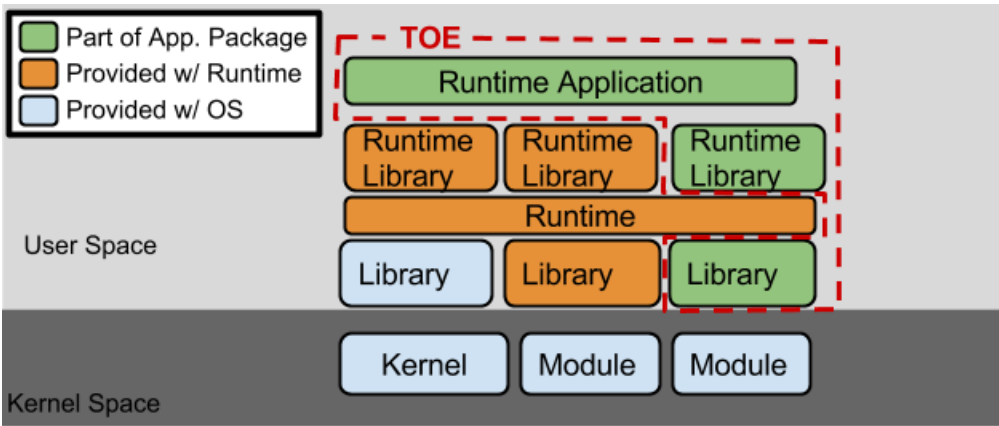 Part of App. Package
Provided w/ Runtime
Provided w/ OS
TOE
Runtime Application
Runtime
Library
Runtime
Library
Runtime
Library
Runtime
User Space
Library
Library
Library
Kernel
Module
Module
Kernel Space